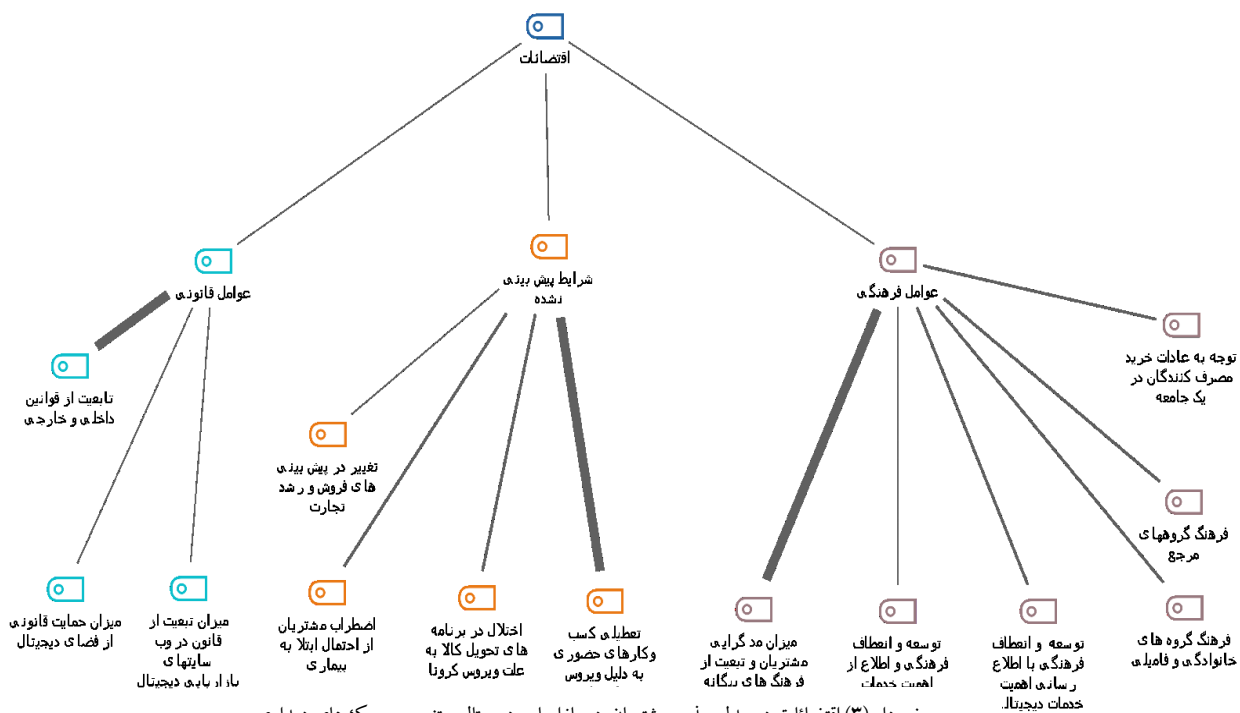 اقتضائات
عوامل قانونی
شرایط پیش بینی
نشده
عوامل فرهنگی
تابعیت از قوانین
داخلی و خارجی
میزان حمایت قانونی
از فضای دیجیتال
میزان تبعیت از
قانون در وب
سایتهای
بازاریابی دیجیتال
تغییر در پیش بینی
های فروش و رشد
تجارت
اضطراب مشتریان
از احتمال ابتلا به
بیماری
اختلال در برنامه
های تحویل کالا به
علت ویروس کرونا
تعطیلی کسب
وکارهای حضوری
به دلیل ویروس
میزان مد گرایی
مشتریان و تبعیت از
فرهنگ های بیگانه
توسعه و انعطاف
فرهنگی و اطلاع از
اهمیت خدمات
توسعه و انعطاف
فرهنگی با اطلاع
رسانی اهمیت
خدمات دیجیتال
فرهنگ گروه های
خانوادگی و فامیلی
فرهنگ گروههای
مرجع
توجه به عادات خرید
مصرف کنندگان در
یک جامعه
(۳)